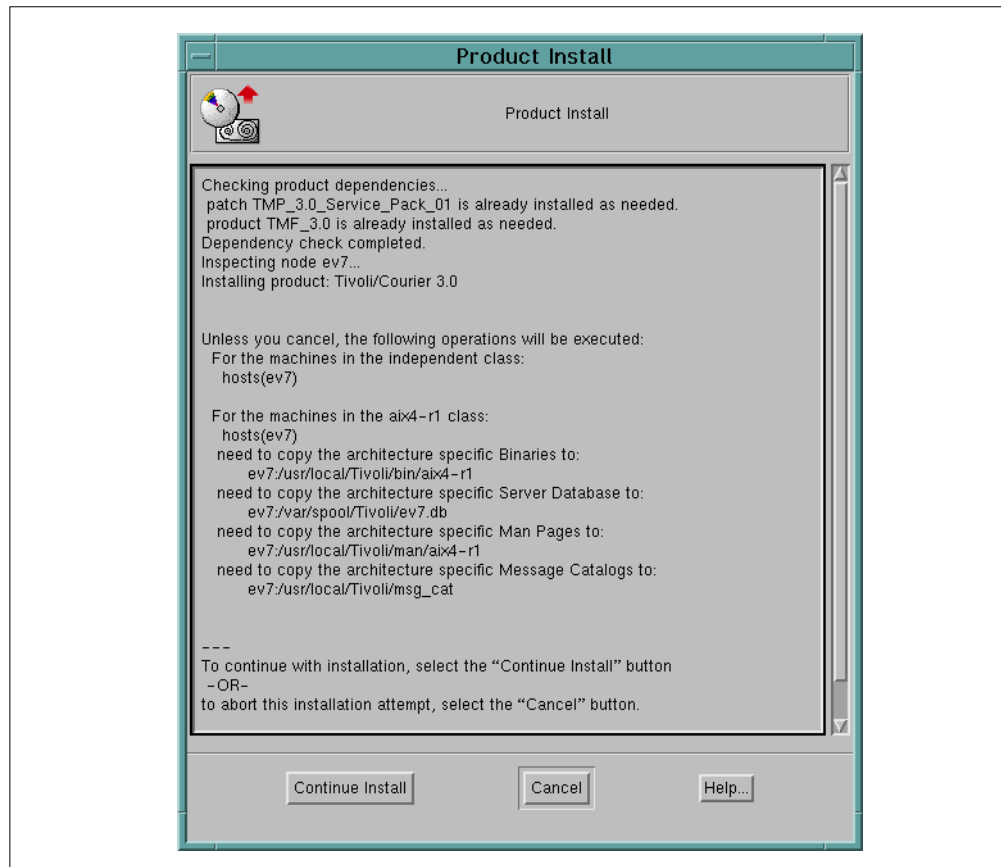 Product Install
Product Install
Checking product dependencies...
patch TMP_3.0_Service_Pack_01 is already installed as needed.
product TMF_3.0 is already installed as needed.
Dependency check completed.
Inspecting node ev7...
Installing product: Tivoli/Courier 3.0
Unless you cancel, the following operations will be executed:
For the machines in the independent class:
hosts(ev7)
For the machines in the aix4-r1 class:
hosts(ev7)
need to copy the architecture specific Binaries to:
ev7:/usr/local/Tivoli/bin/aix4-r1
need to copy the architecture specific Server Database to:
ev7:/var/spool/Tivoli/ev7.db
need to copy the architecture specific Man Pages to:
ev7:/usr/local/Tivoli/man/aix4-r1
need to copy the architecture specific Message Catalogs to:
ev7:/usr/local/Tivoli/msg_cat
---
To continue with installation, select the “Continue Install” button
-OR-
to abort this installation attempt, select the “Cancel” button.
Continue Install Cancel Help...